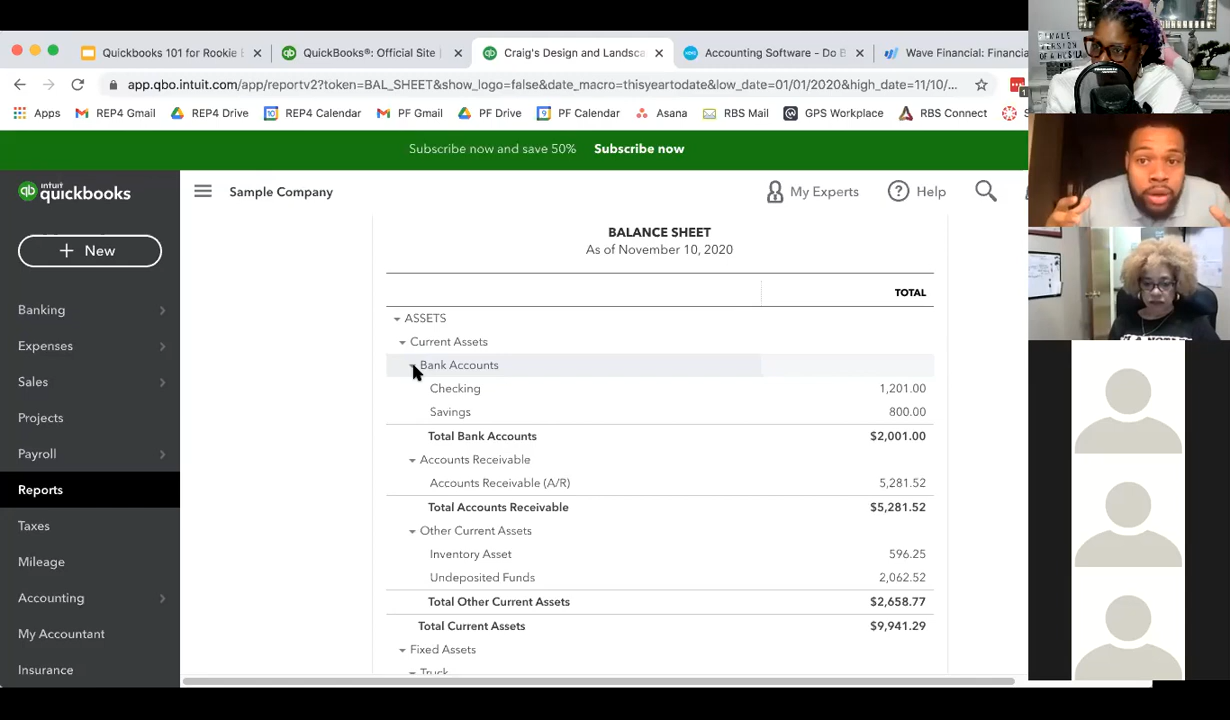 Quickbooks 101 for Rookie
QuickBooks®: Official Site |
Craig's Design and Landsca
Accounting Software - Do B
Wave Financial: Financia
app.qbo.intuit.com/app/reportv2?token=BAL_SHEET&show_logo=false&date_macro=thisyeartodate&low_date=01/01/2020&high_date=11/10/...
Apps
REP4 Gmail
REP4 Drive
REP4 Calendar
PF Gmail
PF Drive
PF Calendar
Asana
RBS Mail
GPS Workplace
RBS Connect
S
Subscribe now and save 50% Subscribe now
intuit
quickbooks
Sample Company
My Experts
Help
+ New
Banking
Expenses
Sales
Projects
Payroll
Reports
Taxes
Mileage
Accounting
My Accountant
Insurance
BALANCE SHEET
As of November 10, 2020
TOTAL
ASSETS
Current Assets
Bank Accounts
Checking 1,201.00
Savings 800.00
Total Bank Accounts $2,001.00
Accounts Receivable
Accounts Receivable (A/R) 5,281.52
Total Accounts Receivable $5,281.52
Other Current Assets
Inventory Asset 596.25
Undeposited Funds 2,062.52
Total Other Current Assets $2,658.77
Total Current Assets $9,941.29
Fixed Assets
Truck